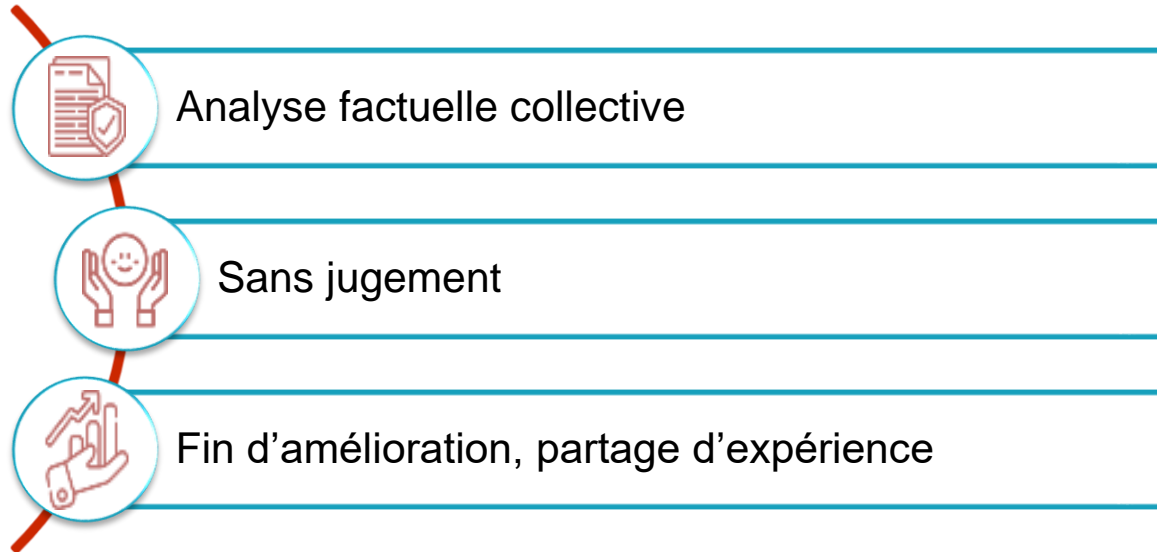 Analyse factuelle collective
Sans jugement
Fin d’amélioration, partage d’expérience